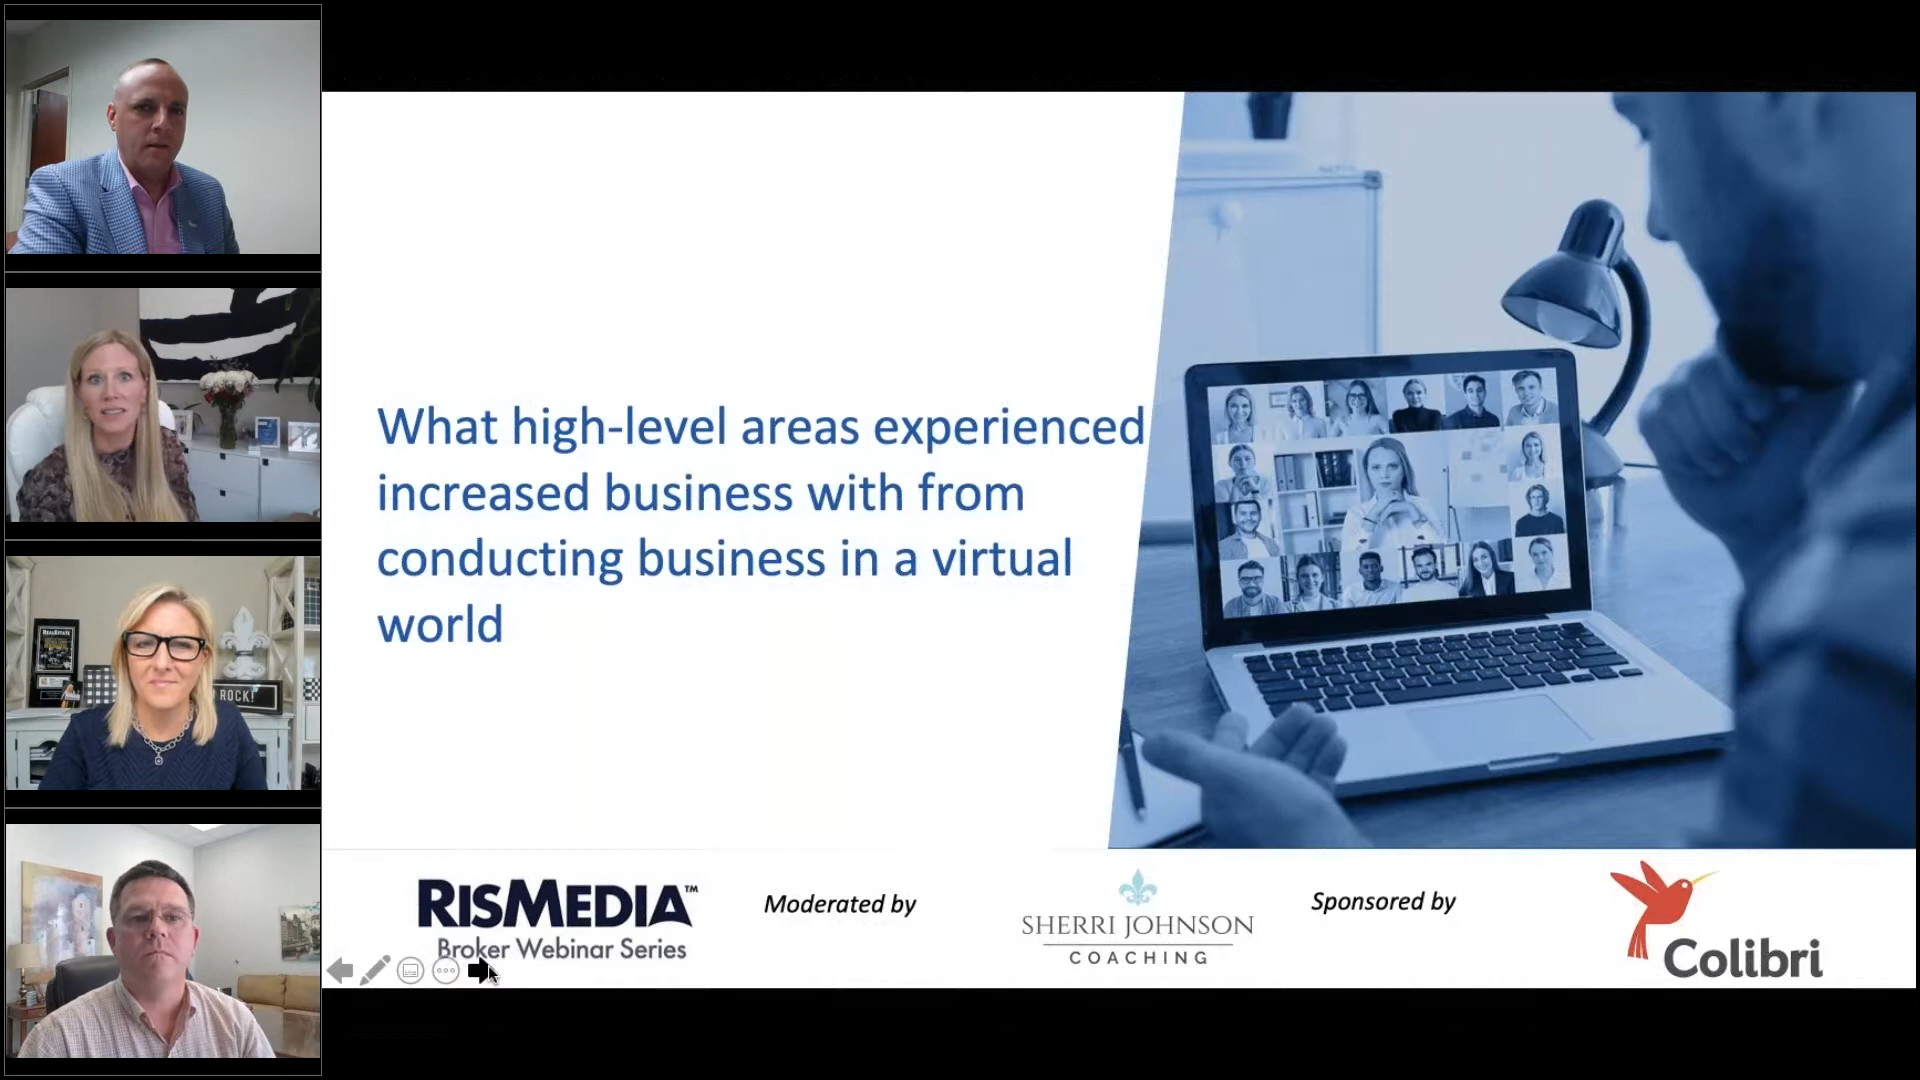 What high-level areas experienced
increased business with from
conducting business in a virtual
world
REALESTATE
ROCK!
RISMEDIA™
Broker Webinar Series
Moderated by
SHERRI JOHNSON
COACHING
Sponsored by
Colibri